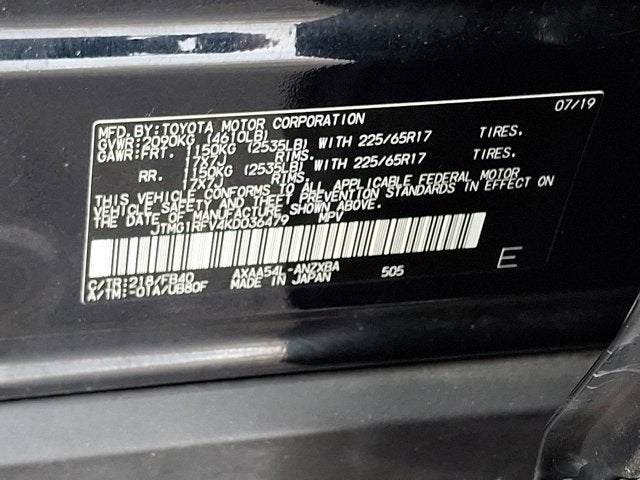 MFD. BY: TOYOTA MOTOR CORPORATION 07/19
GVWR: 2090KG (4610LB)
GAWR: FRT. 1150KG (2535LB) WITH 225/65R17 TIRES.
17X7J RIMS.
RR. 1150KG (2535LB) WITH 225/65R17 TIRES.
17X7J RIMS.
THIS VEHICLE CONFORMS TO ALL APPLICABLE FEDERAL MOTOR
VEHICLE SAFETY AND THEFT PREVENTION STANDARDS IN EFFECT ON
THE DATE OF MANUFACTURE SHOWN ABOVE.
JTMG1RFV4KD036479 MPV
C/TR: 218/FB40 AXAA54L-ANZXBA 505 E
A/TM: -01A/UB80F MADE IN JAPAN